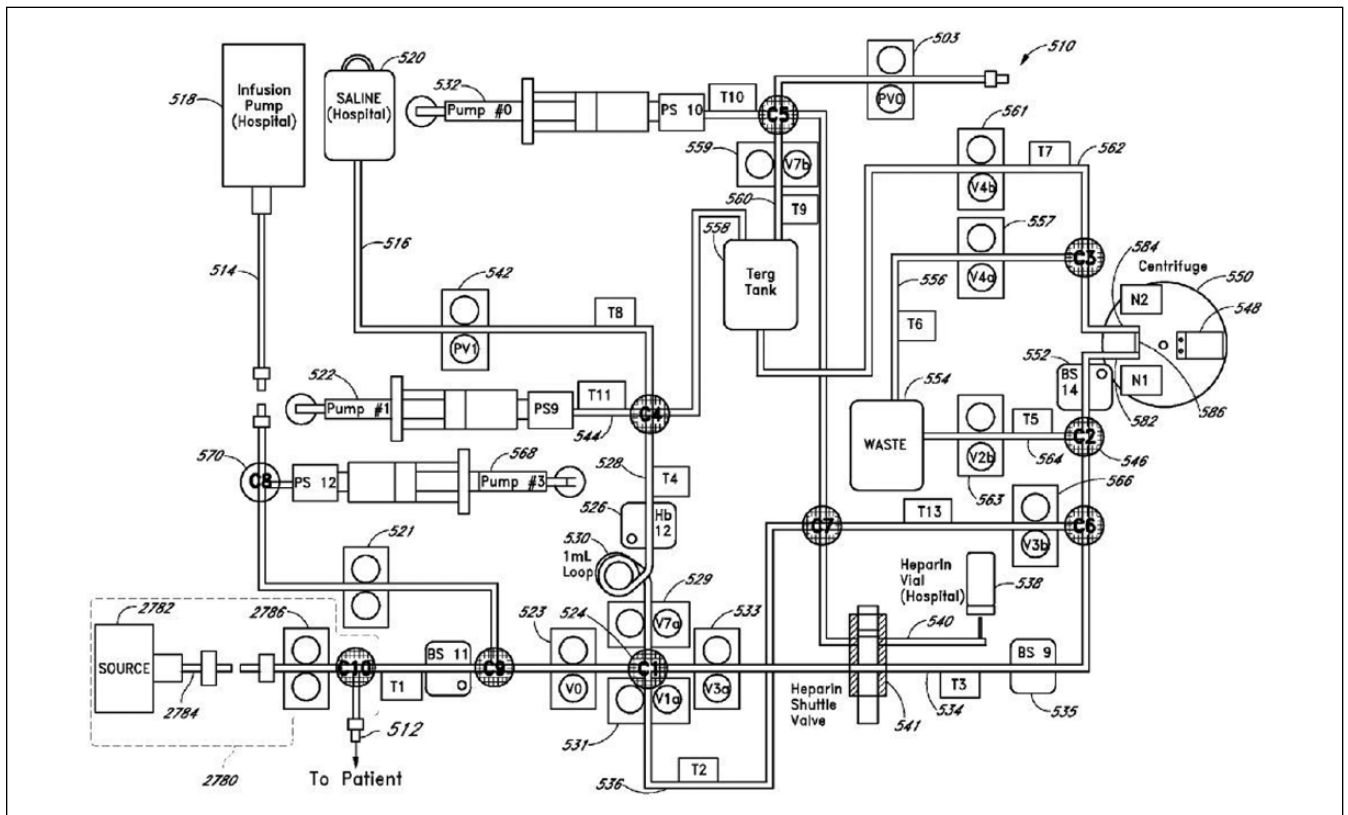 503
510
520
532
518
Infusion
Pump
(Hospital)
SALINE
(Hospital)
Pump #0
PS 10
T10
C5
PV0
561
559
V7b
T7
562
V4b
560
T9
557
558
516
584
514
542
Terg
Tank
C3
Centrifuge
550
556
V4a
N2
548
T8
T6
552
PV1
BS
14
N1
522
554
T11
Pump #1
PS9
C4
582
586
544
WASTE
T5
C2
V2b
564
546
570
568
528
563
C8
PS 12
Pump #3
T4
566
526
Hb
12
T13
C7
C6
521
530
1mL
Loop
V3b
529
Heparin
Vial
(Hospital)
538
2782
2786
523
524
533
V7a
540
SOURCE
C10
BS 11
C9
C1
BS 9
T1
V0
V1a
V3a
Heparin
Shuttle
Valve
T3
2784
512
531
541
534
535
2780
To Patient
536
T2